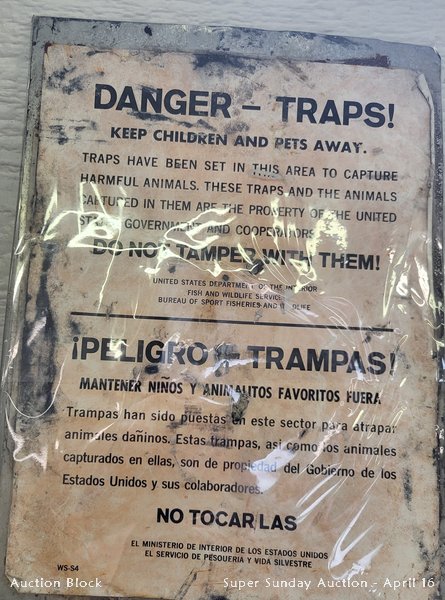 DANGER – TRAPS!
KEEP CHILDREN AND PETS AWAY.
TRAPS HAVE BEEN SET IN THIS AREA TO CAPTURE
HARMFUL ANIMALS. THESE TRAPS AND THE ANIMALS
CAPTURED IN THEM ARE THE PROPERTY OF THE UNITED
STATES GOVERNMENT AND COOPERATORS.
DO NOT TAMPER WITH THEM!
UNITED STATES DEPARTMENT OF THE INTERIOR
FISH AND WILDLIFE SERVICE
BUREAU OF SPORT FISHERIES AND WILDLIFE
¡PELIGRO – TRAMPAS!
MANTENER NIÑOS Y ANIMALITOS FAVORITOS FUERA
Trampas han sido puestas en este sector para atrapar
animales dañinos. Estas trampas, asi como los animales
capturados en ellas, son de propiedad del Gobierno de los
Estados Unidos y sus colaboradores.
NO TOCAR LAS
EL MINISTERIO DE INTERIOR DE LOS ESTADOS UNIDOS
EL SERVICIO DE PESQUERIA Y VIDA SILVESTRE
WS-S4
Auction Block
Super Sunday Auction - April 16